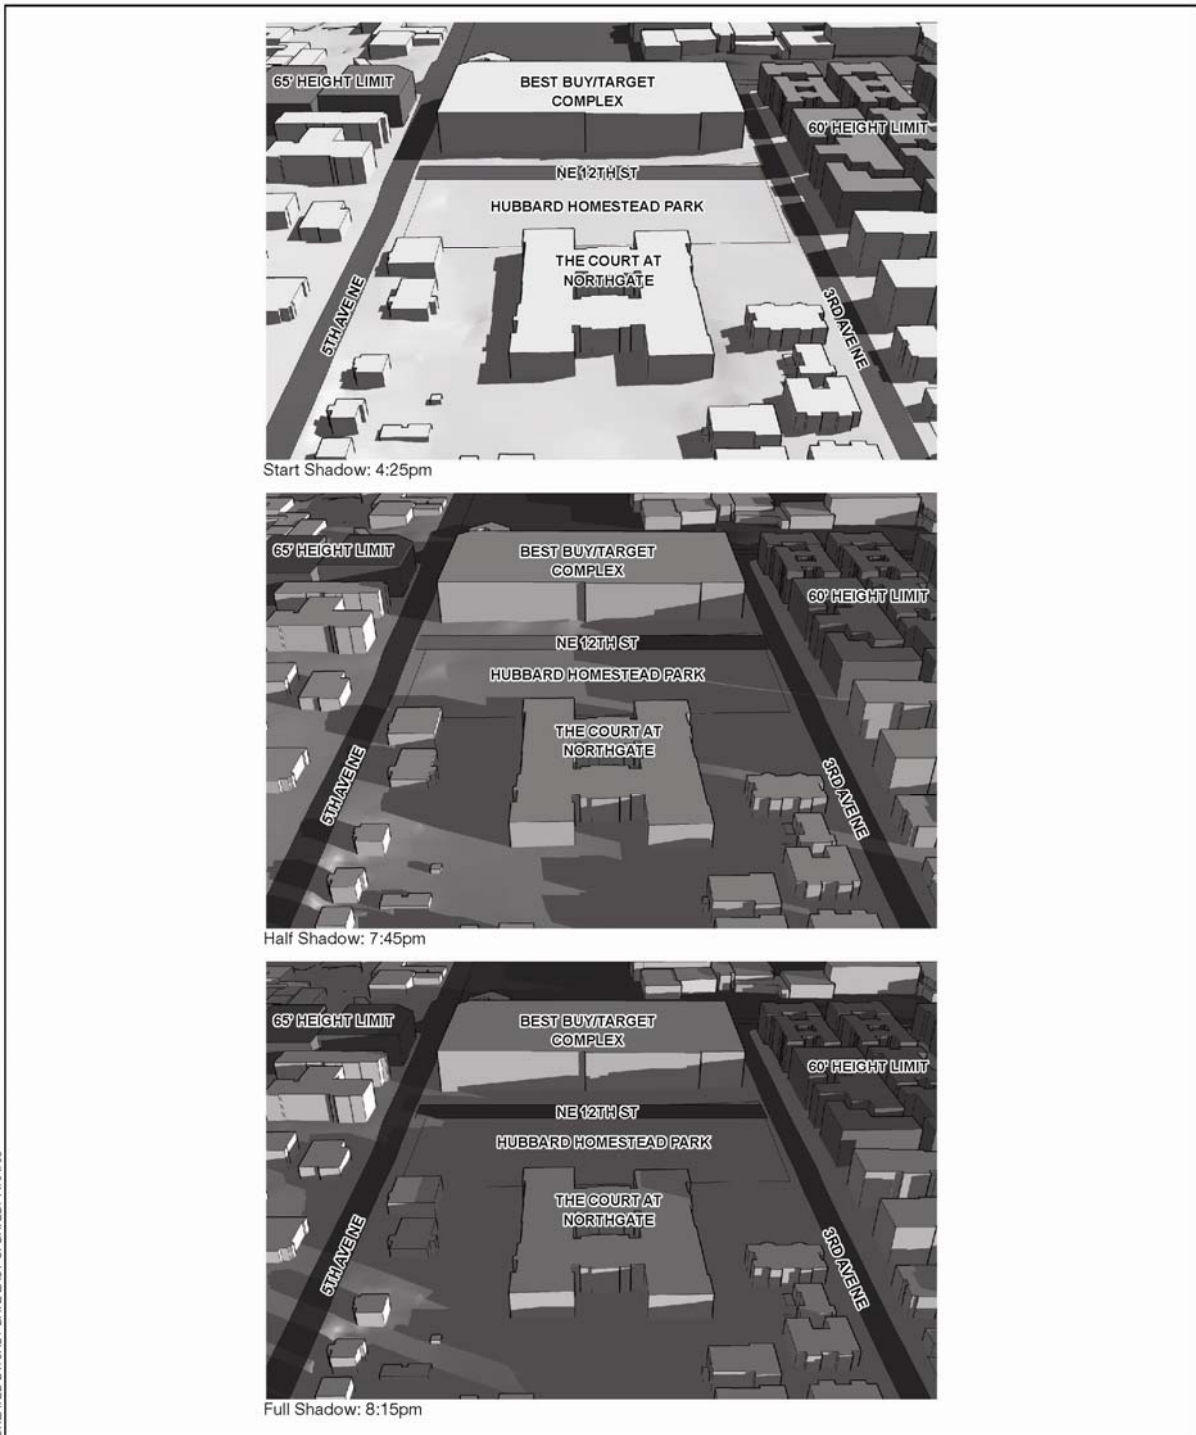 65' HEIGHT LIMIT
BEST BUY/TARGET
COMPLEX
60' HEIGHT LIMIT
NE 12TH ST
HUBBARD HOMESTEAD PARK
THE COURT AT
NORTHGATE
5TH AVE NE
3RD AVE NE
Start Shadow: 4:25pm
65' HEIGHT LIMIT
BEST BUY/TARGET
COMPLEX
60' HEIGHT LIMIT
NE 12TH ST
HUBBARD HOMESTEAD PARK
THE COURT AT
NORTHGATE
5TH AVE NE
3RD AVE NE
Half Shadow: 7:45pm
65' HEIGHT LIMIT
BEST BUY/TARGET
COMPLEX
60' HEIGHT LIMIT
NE 12TH ST
HUBBARD HOMESTEAD PARK
THE COURT AT
NORTHGATE
5TH AVE NE
3RD AVE NE
Full Shadow: 8:15pm